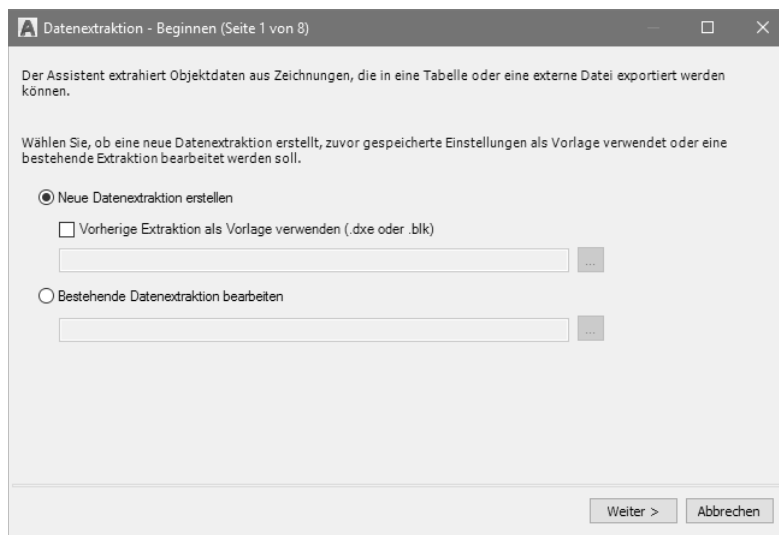 A Datenextraktion - Beginnen (Seite 1 von 8)
Der Assistent extrahiert Objektdaten aus Zeichnungen, die in eine Tabelle oder eine externe Datei exportiert werden
können.
Wählen Sie, ob eine neue Datenextraktion erstellt, zuvor gespeicherte Einstellungen als Vorlage verwendet oder eine
bestehende Extraktion bearbeitet werden soll.
Neue Datenextraktion erstellen
Vorherige Extraktion als Vorlage verwenden (.dxe oder .blk)
...
Bestehende Datenextraktion bearbeiten
...
Weiter > Abbrechen